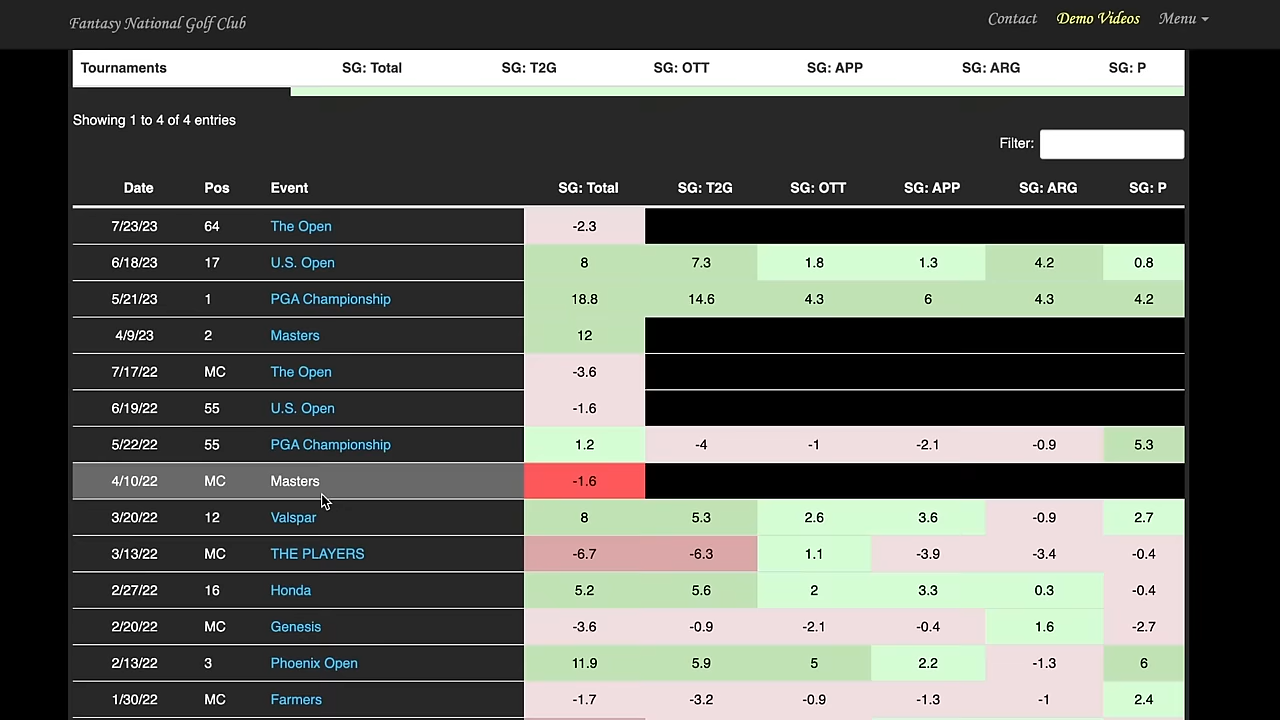 Fantasy National Golf Club Contact Demo Videos Menu
Tournaments SG: Total SG: T2G SG: OTT SG: APP SG: ARG SG: P
Showing 1 to 4 of 4 entries
Filter:
Date Pos Event SG: Total SG: T2G SG: OTT SG: APP SG: ARG SG: P
7/23/23 64 The Open -2.3
6/18/23 17 U.S. Open 8 7.3 1.8 1.3 4.2 0.8
5/21/23 1 PGA Championship 18.8 14.6 4.3 6 4.3 4.2
4/9/23 2 Masters 12
7/17/22 MC The Open -3.6
6/19/22 55 U.S. Open -1.6
5/22/22 55 PGA Championship 1.2 -4 -1 -2.1 -0.9 5.3
4/10/22 MC Masters -1.6
3/20/22 12 Valspar 8 5.3 2.6 3.6 -0.9 2.7
3/13/22 MC THE PLAYERS -6.7 -6.3 1.1 -3.9 -3.4 -0.4
2/27/22 16 Honda 5.2 5.6 2 3.3 0.3 -0.4
2/20/22 MC Genesis -3.6 -0.9 -2.1 -0.4 1.6 -2.7
2/13/22 3 Phoenix Open 11.9 5.9 5 2.2 -1.3 6
1/30/22 MC Farmers -1.7 -3.2 -0.9 -1.3 -1 2.4